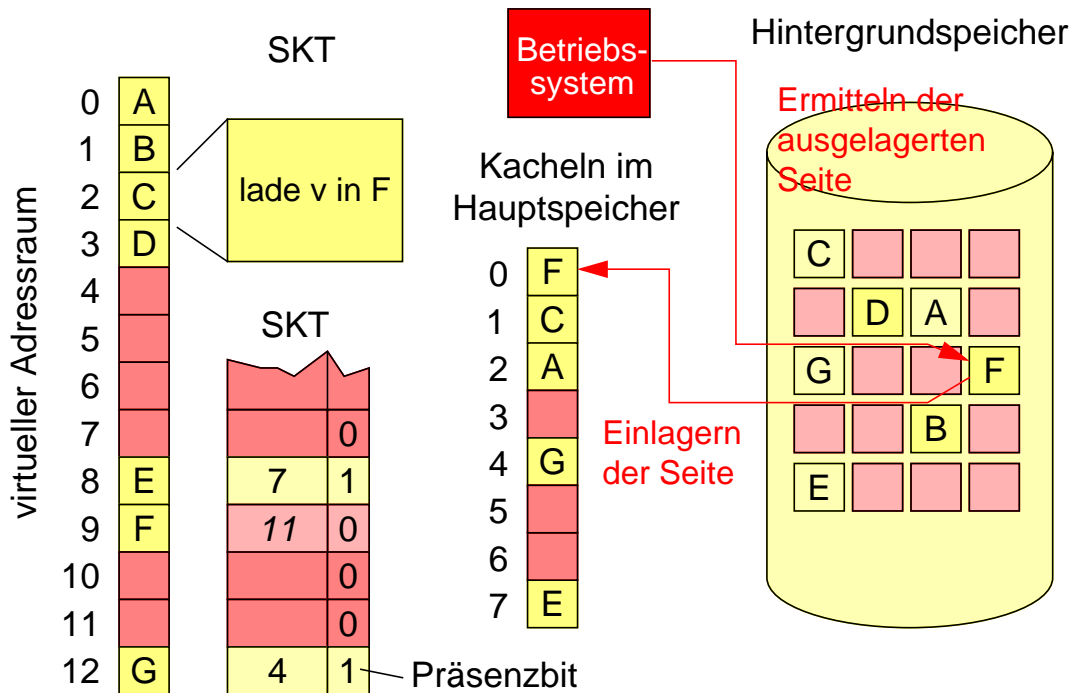 SKT
Betriebs-
system
Hintergrundspeicher
virtueller Adressraum
0 A
1 B
2 C
3 D
4
5
6
7
8 E
9 F
10
11
12 G
lade v in F
SKT
0
7 1
11 0
0
0
4 1
Präsenzbit
Kacheln im
Hauptspeicher
0 F
1 C
2 A
3
4 G
5
6
7 E
Einlagern
der Seite
Ermitteln der
ausgelagerten
Seite
C
D A
G F
B
E